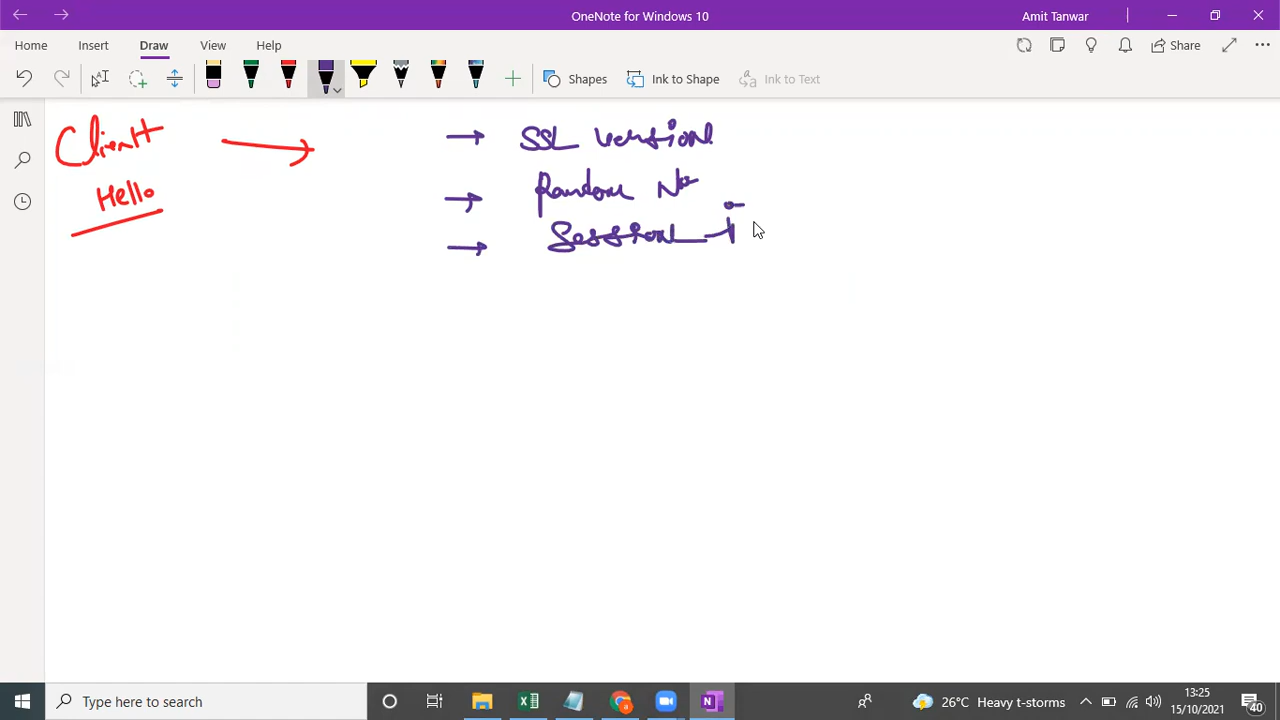 OneNote for Windows 10
Amit Tanwar
Home Insert Draw View Help
Share
Shapes
Ink to Shape
Ink to Text
Client
Hello
SSL version
Random No
Session i
Type here to search
26°C Heavy t-storms
13:25
15/10/2021
40